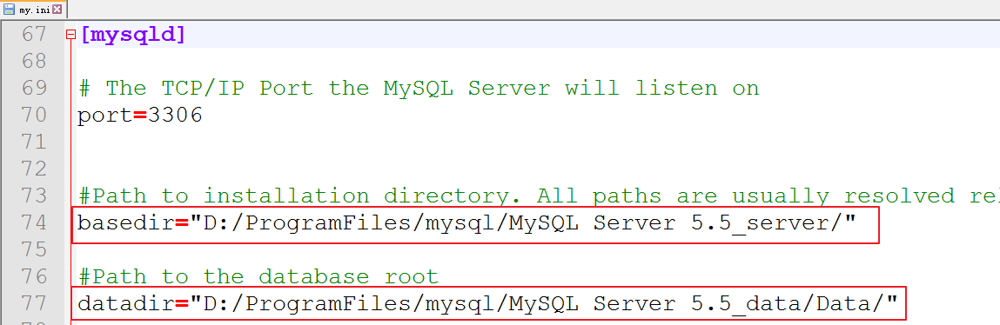 my.ini
67 [mysqld]
68
69 # The TCP/IP Port the MySQL Server will listen on
70 port=3306
71
72
73 #Path to installation directory. All paths are usually resolved rel
74 basedir="D:/ProgramFiles/mysql/MySQL Server 5.5_server/"
75
76 #Path to the database root
77 datadir="D:/ProgramFiles/mysql/MySQL Server 5.5_data/Data/"